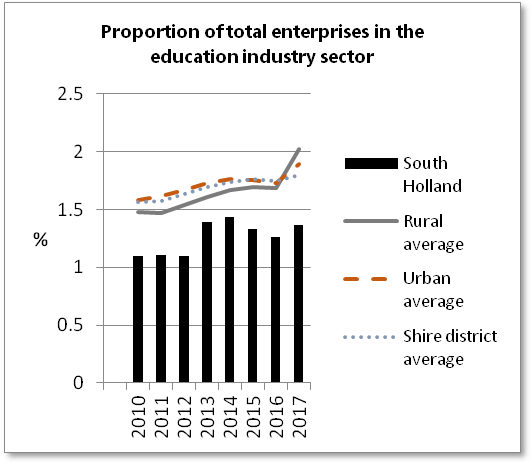 Proportion of total enterprises in the
education industry sector
2.5
2
1.5
1
0.5
0
%
2010
2011
2012
2013
2014
2015
2016
2017
South
Holland
Rural
average
Urban
average
Shire district
average